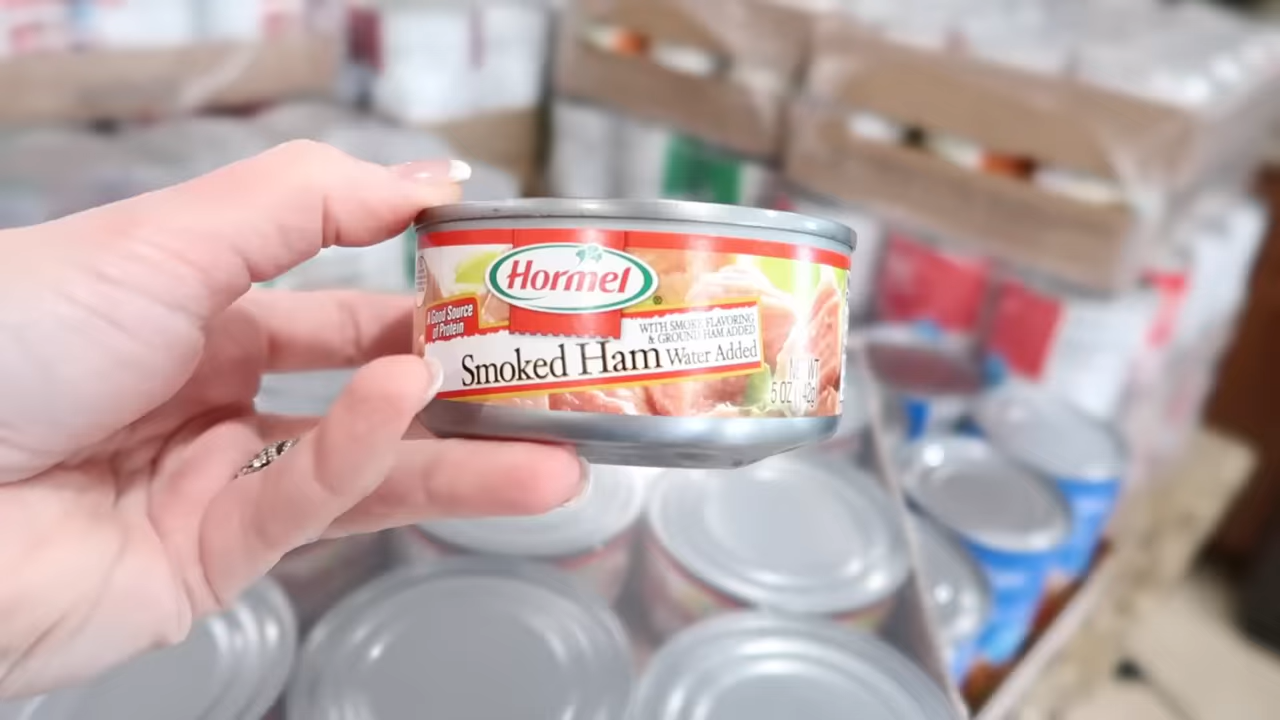 Hormel
®
A Good Source
of Protein
WITH SMOKE FLAVORING
& GROUND HAM ADDED
Smoked Ham Water Added
NET WT
5 OZ (142g)